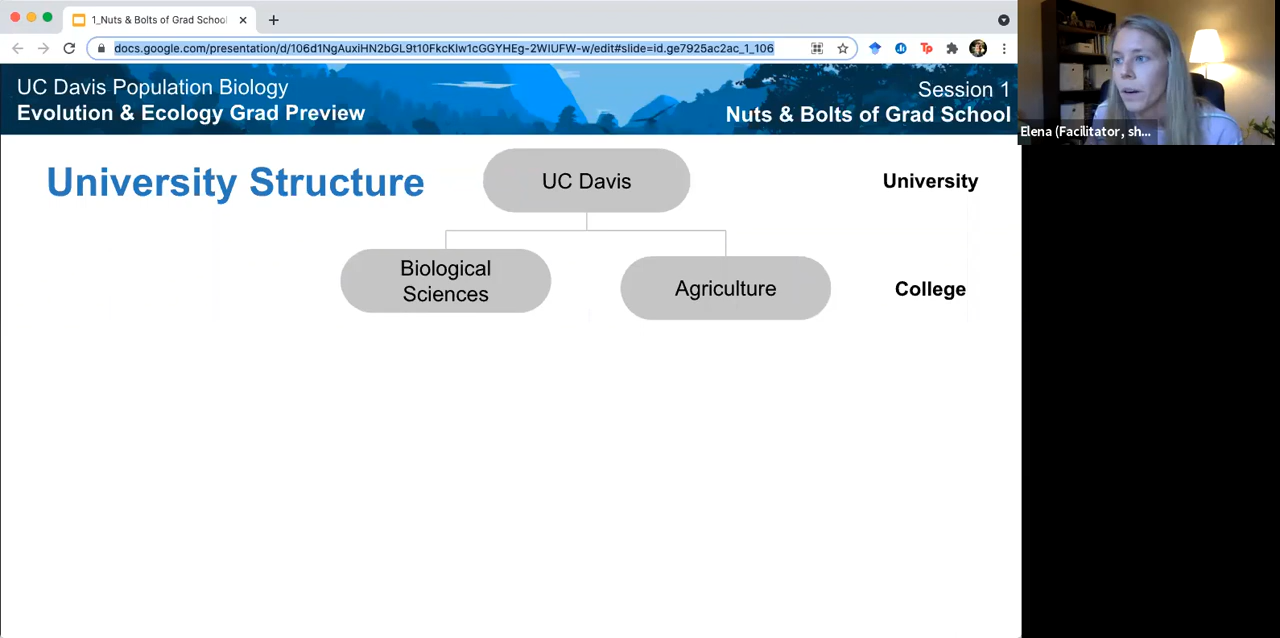 1_Nuts & Bolts of Grad School
docs.google.com/presentation/d/106d1NgAuxiHN2bGL9t10FkcKlw1cGGYHEg-2WIUFW-w/edit#slide=id.ge7925ac2ac_1_106
Tp
UC Davis Population Biology
Evolution & Ecology Grad Preview
Session 1
Nuts & Bolts of Grad School
Elena (Facilitator, sh...
University Structure
UC Davis
University
Biological
Sciences
Agriculture
College